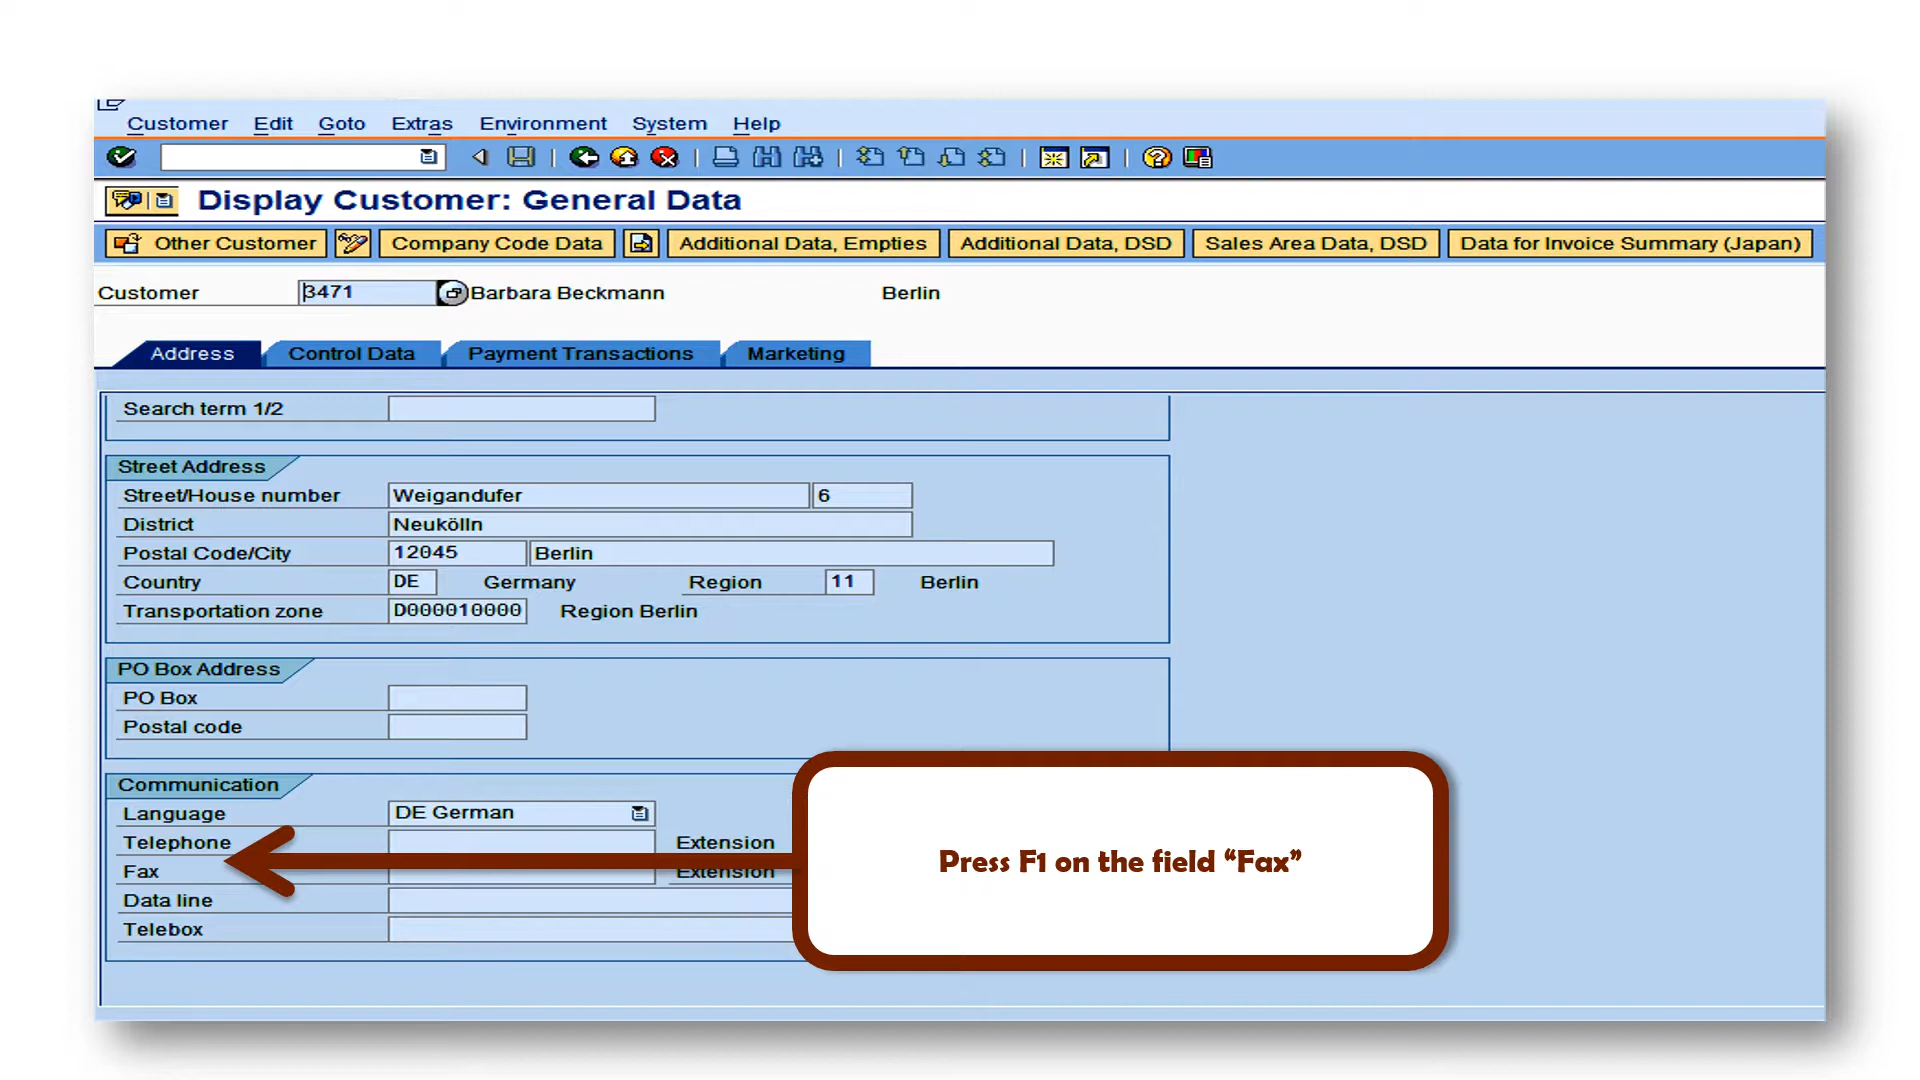 Customer Edit Goto Extras Environment System Help
Display Customer: General Data
Other Customer Company Code Data Additional Data, Empties Additional Data, DSD Sales Area Data, DSD Data for Invoice Summary (Japan)
Customer 3471 Barbara Beckmann Berlin
Address Control Data Payment Transactions Marketing
Search term 1/2
Street Address
Street/House number Weigandufer 6
District Neukölln
Postal Code/City 12045 Berlin
Country DE Germany Region 11 Berlin
Transportation zone D000010000 Region Berlin
PO Box Address
PO Box
Postal code
Communication
Language DE German
Telephone Extension
Fax Extension
Data line
Telebox
Press F1 on the field “Fax”